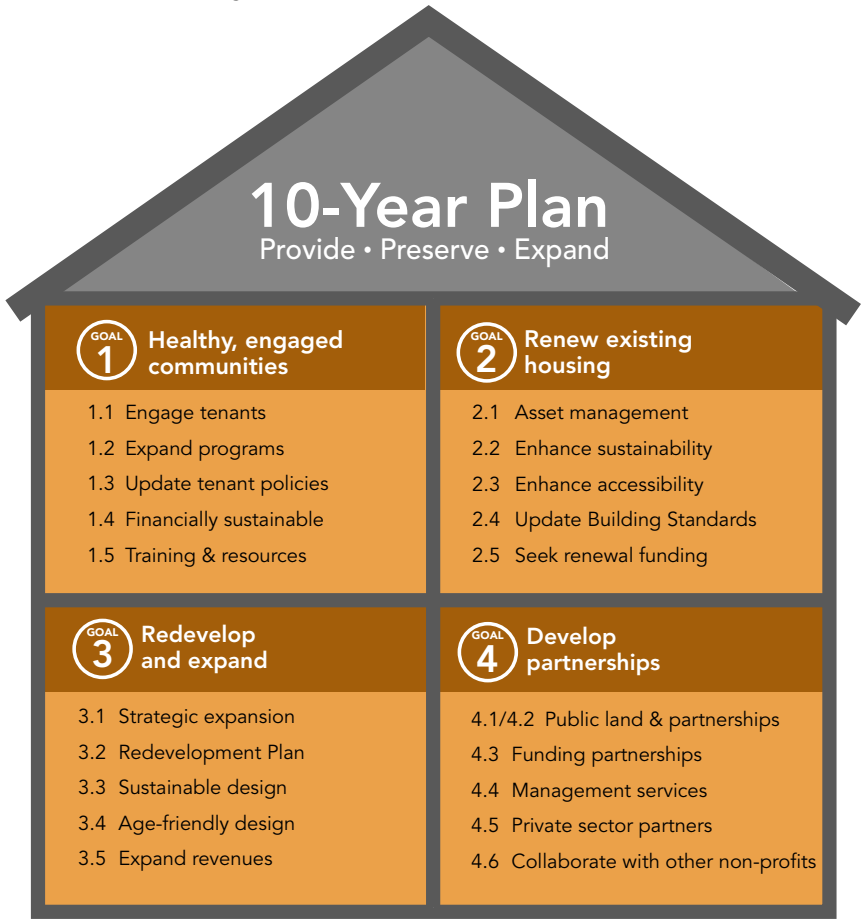 10-Year Plan
Provide • Preserve • Expand
GOAL
1
Healthy, engaged
communities
1.1 Engage tenants
1.2 Expand programs
1.3 Update tenant policies
1.4 Financially sustainable
1.5 Training & resources
GOAL
2
Renew existing
housing
2.1 Asset management
2.2 Enhance sustainability
2.3 Enhance accessibility
2.4 Update Building Standards
2.5 Seek renewal funding
GOAL
3
Redevelop
and expand
3.1 Strategic expansion
3.2 Redevelopment Plan
3.3 Sustainable design
3.4 Age-friendly design
3.5 Expand revenues
GOAL
4
Develop
partnerships
4.1/4.2 Public land & partnerships
4.3 Funding partnerships
4.4 Management services
4.5 Private sector partners
4.6 Collaborate with other non-profits